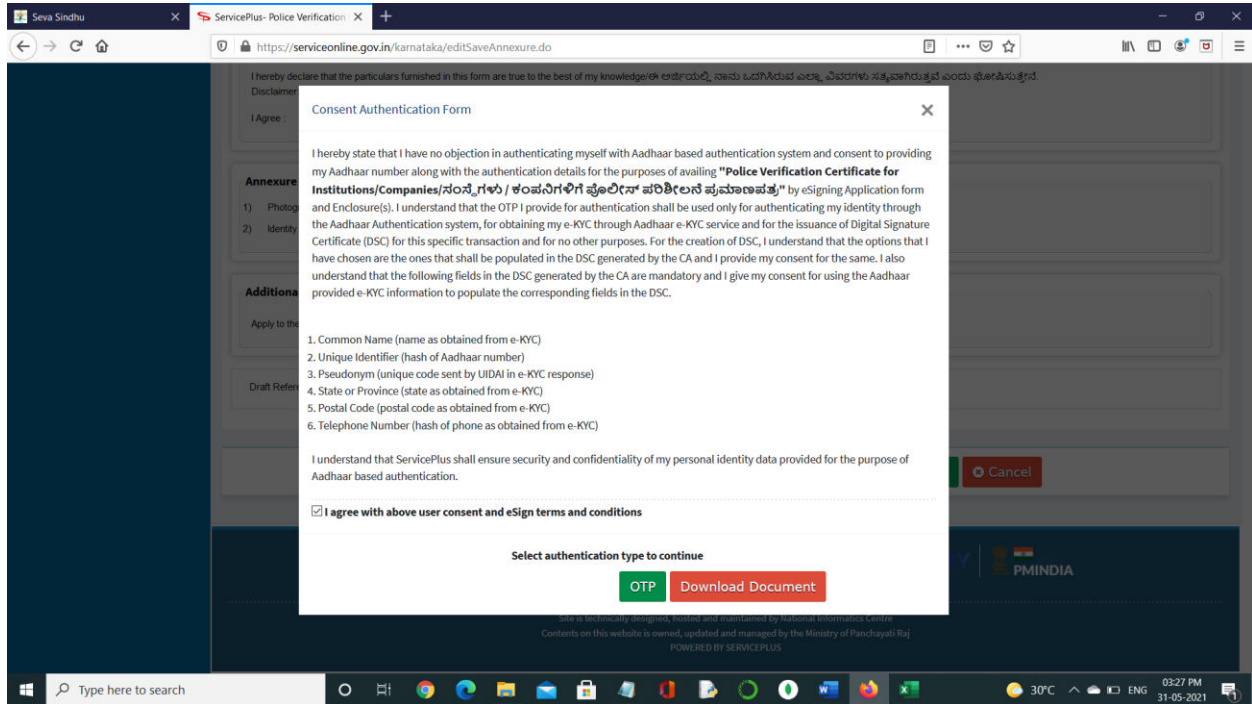 Seva Sindhu
ServicePlus- Police Verification
https://serviceonline.gov.in/karnataka/editSaveAnnexure.do
I hereby declare that the particulars furnished in this form are true to the best of my knowledge/ಈ ಅರ್ಜಿಯಲ್ಲಿ ನಾನು ಒದಗಿಸಿರುವ ಎಲ್ಲಾ ವಿವರಗಳು ಸತ್ಯವಾಗಿರುತ್ತವೆ ಎಂದು ಘೋಷಿಸುತ್ತೇನೆ.
Disclaimer
I Agree :
Consent Authentication Form
I hereby state that I have no objection in authenticating myself with Aadhaar based authentication system and consent to providing
my Aadhaar number along with the authentication details for the purposes of availing "Police Verification Certificate for
Institutions/Companies/ಸಂಸ್ಥೆಗಳು / ಕಂಪನಿಗಳಿಗೆ ಪೊಲೀಸ್ ಪರಿಶೀಲನೆ ಪ್ರಮಾಣಪತ್ರ" by eSigning Application form
and Enclosure(s). I understand that the OTP I provide for authentication shall be used only for authenticating my identity through
the Aadhaar Authentication system, for obtaining my e-KYC through Aadhaar e-KYC service and for the issuance of Digital Signature
Certificate (DSC) for this specific transaction and for no other purposes. For the creation of DSC, I understand that the options that I
have chosen are the ones that shall be populated in the DSC generated by the CA and I provide my consent for the same. I also
understand that the following fields in the DSC generated by the CA are mandatory and I give my consent for using the Aadhaar
provided e-KYC information to populate the corresponding fields in the DSC.
Annexure
1) Photog
2) Identity
Additiona
Apply to the
Draft Refere
1. Common Name (name as obtained from e-KYC)
2. Unique Identifier (hash of Aadhaar number)
3. Pseudonym (unique code sent by UIDAI in e-KYC response)
4. State or Province (state as obtained from e-KYC)
5. Postal Code (postal code as obtained from e-KYC)
6. Telephone Number (hash of phone as obtained from e-KYC)
I understand that ServicePlus shall ensure security and confidentiality of my personal identity data provided for the purpose of
Aadhaar based authentication.
Cancel
I agree with above user consent and eSign terms and conditions
Select authentication type to continue
OTP Download Document
PMINDIA
Site is technically designed, hosted and maintained by National Informatics Centre
Contents on this website is owned, updated and managed by the Ministry of Panchayati Raj
POWERED BY SERVICEPLUS
Type here to search
30°C ENG
03:27 PM
31-05-2021